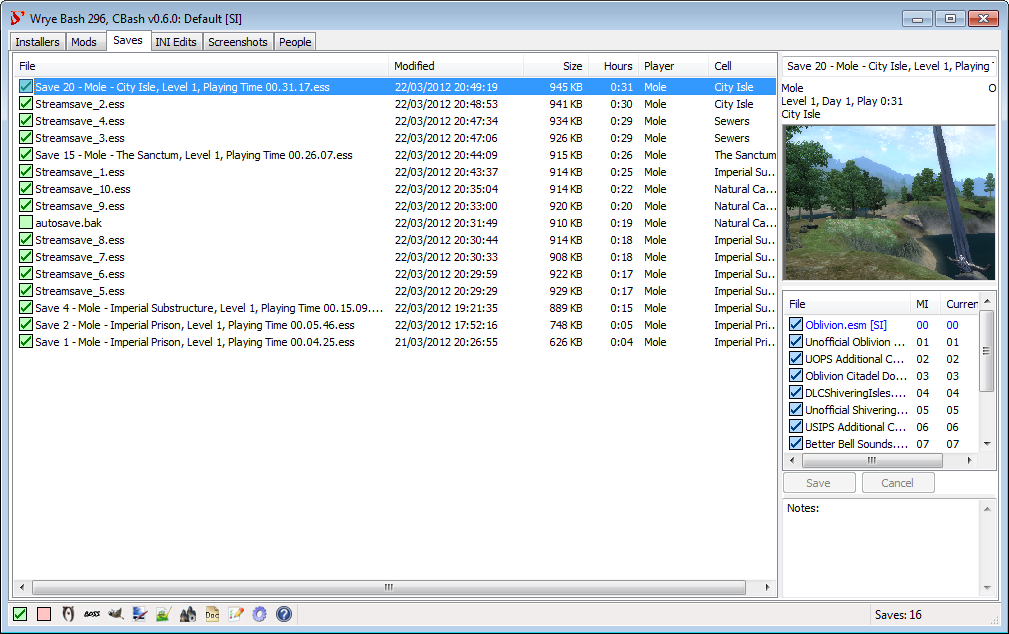 Wrye Bash 296, CBash v0.6.0: Default [SI]
Installers Mods Saves INI Edits Screenshots People
File Modified Size Hours Player Cell
Save 20 - Mole - City Isle, Level 1, Playing Time 00.31.17.ess 22/03/2012 20:49:19 945 KB 0:31 Mole City Isle
Streamsave_2.ess 22/03/2012 20:48:53 941 KB 0:30 Mole City Isle
Streamsave_4.ess 22/03/2012 20:47:34 934 KB 0:29 Mole Sewers
Streamsave_3.ess 22/03/2012 20:47:06 926 KB 0:29 Mole Sewers
Save 15 - Mole - The Sanctum, Level 1, Playing Time 00.26.07.ess 22/03/2012 20:44:09 915 KB 0:26 Mole The Sanctum
Streamsave_1.ess 22/03/2012 20:43:37 914 KB 0:25 Mole Imperial Su...
Streamsave_10.ess 22/03/2012 20:35:04 914 KB 0:22 Mole Natural Ca...
Streamsave_9.ess 22/03/2012 20:33:00 920 KB 0:20 Mole Natural Ca...
autosave.bak 22/03/2012 20:31:49 910 KB 0:19 Mole Natural Ca...
Streamsave_8.ess 22/03/2012 20:30:44 914 KB 0:18 Mole Imperial Su...
Streamsave_7.ess 22/03/2012 20:30:33 908 KB 0:18 Mole Imperial Su...
Streamsave_6.ess 22/03/2012 20:29:59 922 KB 0:17 Mole Imperial Su...
Streamsave_5.ess 22/03/2012 20:29:29 929 KB 0:17 Mole Imperial Su...
Save 4 - Mole - Imperial Substructure, Level 1, Playing Time 00.15.09.... 22/03/2012 19:21:35 889 KB 0:15 Mole Imperial Su...
Save 2 - Mole - Imperial Prison, Level 1, Playing Time 00.05.46.ess 22/03/2012 17:52:16 748 KB 0:05 Mole Imperial Pri...
Save 1 - Mole - Imperial Prison, Level 1, Playing Time 00.04.25.ess 21/03/2012 20:26:55 626 KB 0:04 Mole Imperial Pri...
Save 20 - Mole - City Isle, Level 1, Playing
Mole O
Level 1, Day 1, Play 0:31
City Isle
File MI Curren
Oblivion.esm [SI] 00 00
Unofficial Oblivion ... 01 01
UOPS Additional C... 02 02
Oblivion Citadel Do... 03 03
DLCShiveringIsles.... 04 04
Unofficial Shivering... 05 05
USIPS Additional C... 06 06
Better Bell Sounds.... 07 07
Save Cancel
Notes:
BOSS Doc
Saves: 16